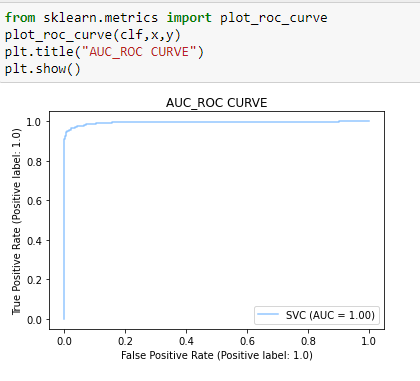 from sklearn.metrics import plot_roc_curve
plot_roc_curve(clf,x,y)
plt.title("AUC_ROC CURVE")
plt.show()
AUC_ROC CURVE
True Positive Rate (Positive label: 1.0)
1.0
0.8
0.6
0.4
0.2
0.0
SVC (AUC = 1.00)
0.0 0.2 0.4 0.6 0.8 1.0
False Positive Rate (Positive label: 1.0)